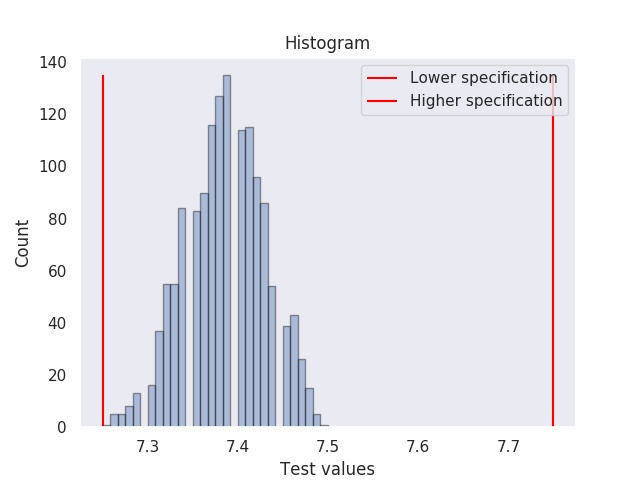 Histogram
Lower specification
Higher specification
140
120
100
80
60
40
20
0
Count
7.3 7.4 7.5 7.6 7.7
Test values